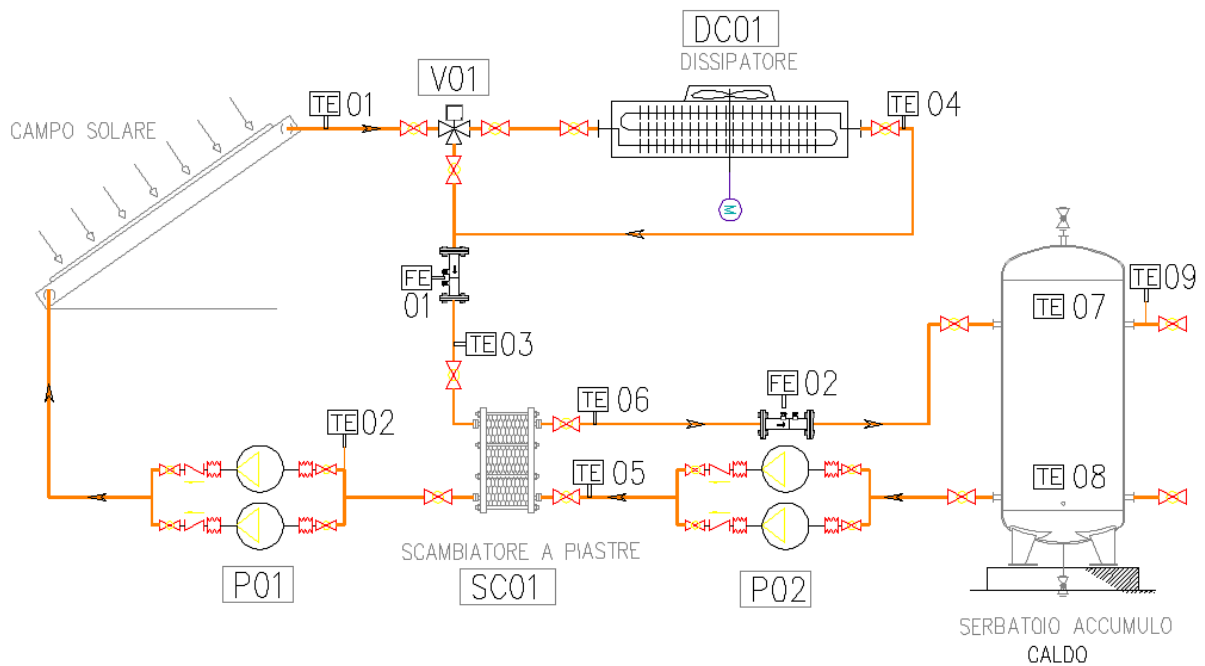 DC01
DISSIPATORE
V01
TE 01
TE 04
CAMPO SOLARE
M
FE 01
TE 03
TE 07
TE 09
TE 06
FE 02
TE 02
TE 05
TE 08
SCAMBIATORE A PIASTRE
P01
SC01
P02
SERBATOIO ACCUMULO
CALDO